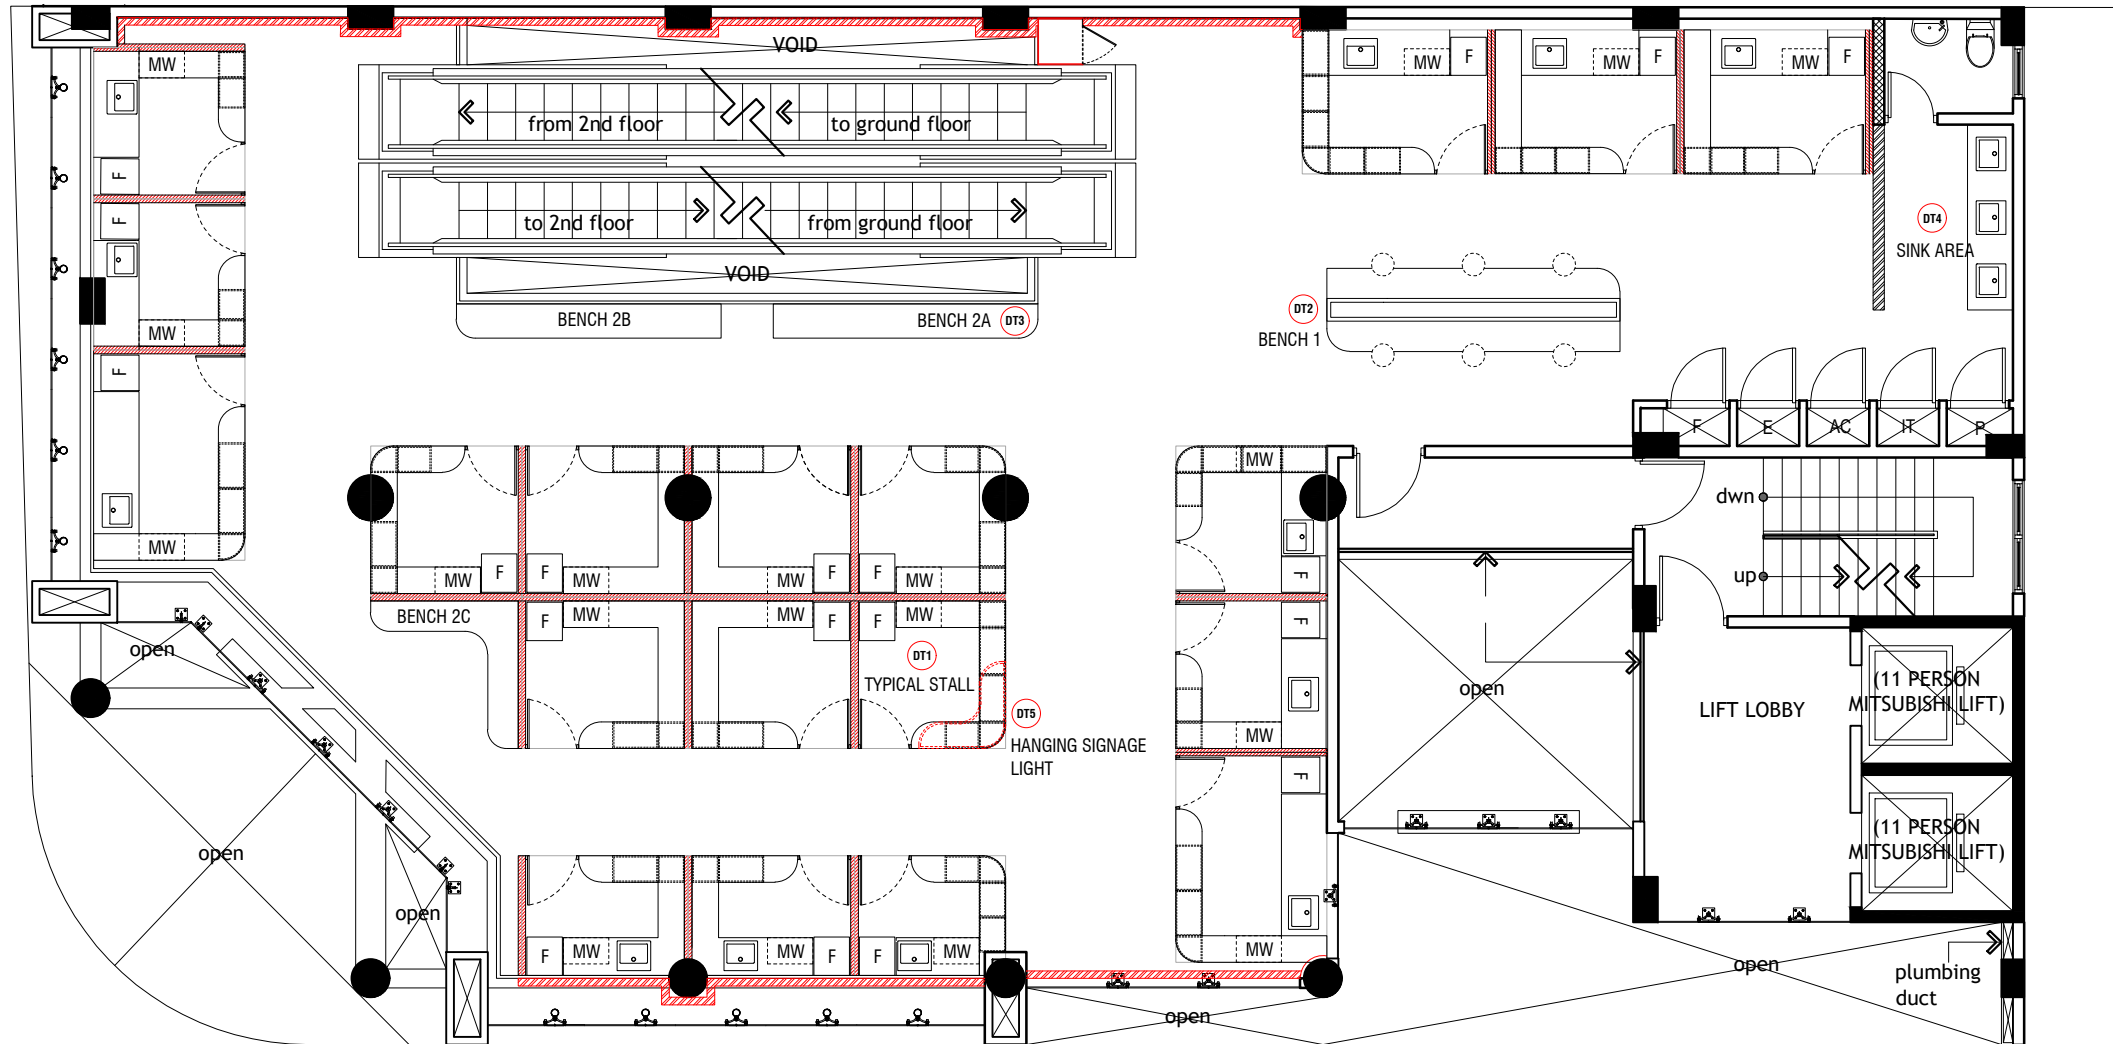 VOID
MW
MW
F
MW
F
MW
F
from 2nd floor
to ground floor
F
DT4
SINK AREA
F
to 2nd floor
from ground floor
VOID
BENCH 2B
BENCH 2A
DT3
DT2
BENCH 1
MW
F
F
E
AC
IT
P
MW
dwn
MW
MW
F
F
MW
MW
F
F
MW
F
up
BENCH 2C
F
MW
MW
F
F
MW
F
open
DT1
TYPICAL STALL
DT5
HANGING SIGNAGE
LIGHT
MW
open
LIFT LOBBY
(11 PERSON
MITSUBISHI LIFT)
F
open
(11 PERSON
MITSUBISHI LIFT)
open
F
MW
MW
F
F
MW
MW
open
plumbing
duct
open